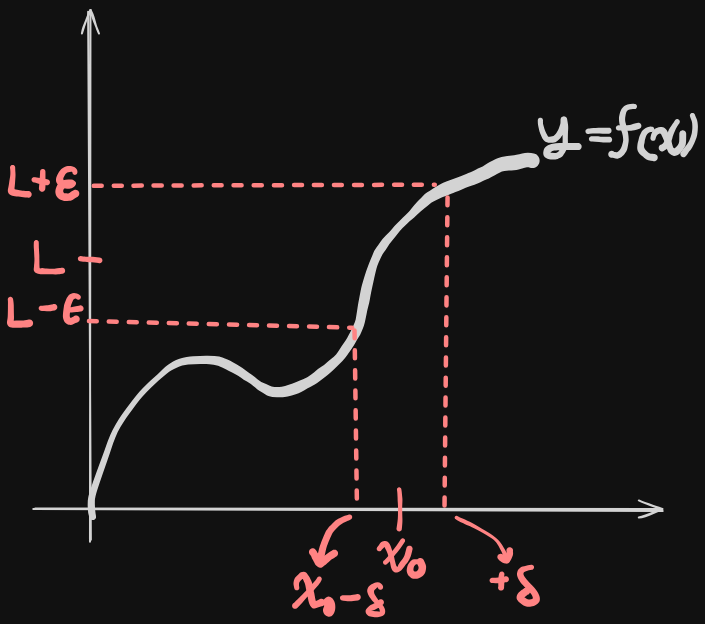 y = f(x)
L+ε
L
L-ε
x₀
x₀-δ
+δ